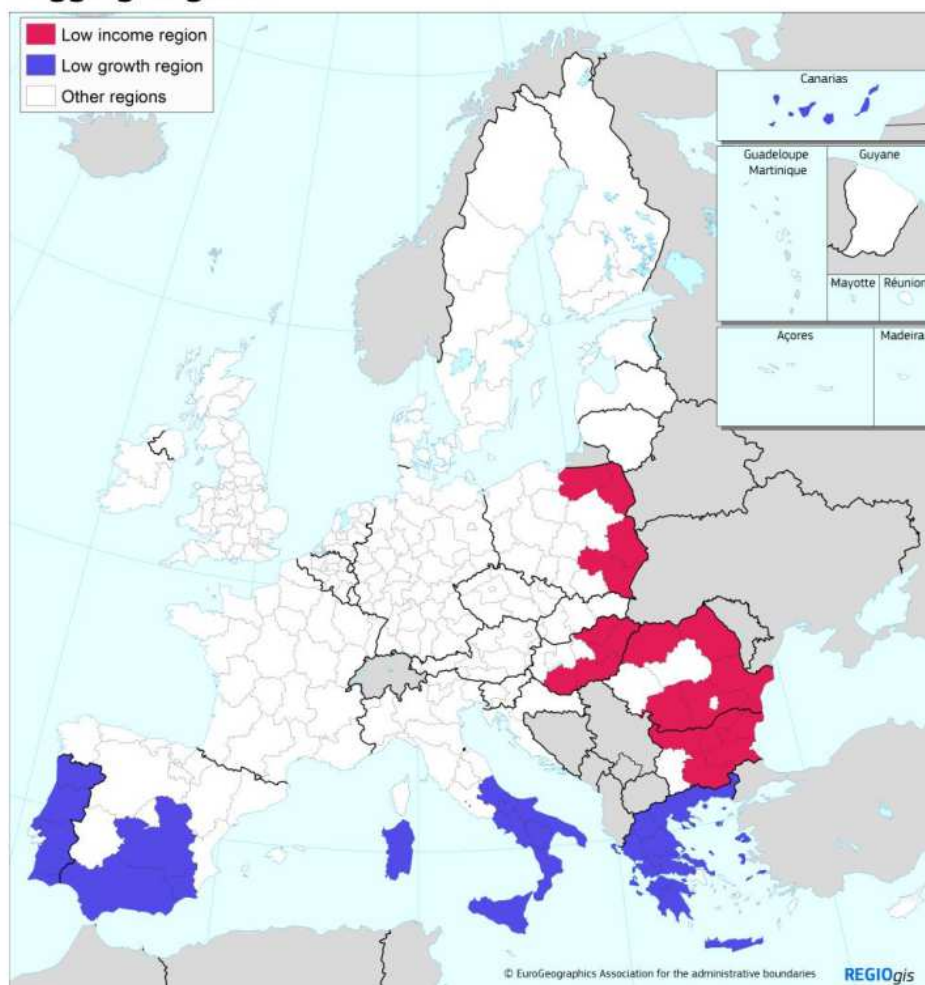 Low income region
Low growth region
Other regions
Canarias
Guadeloupe
Martinique
Guyane
Mayotte
Réunion
Açores
Madeira
© EuroGeographics Association for the administrative boundaries
REGIOgis